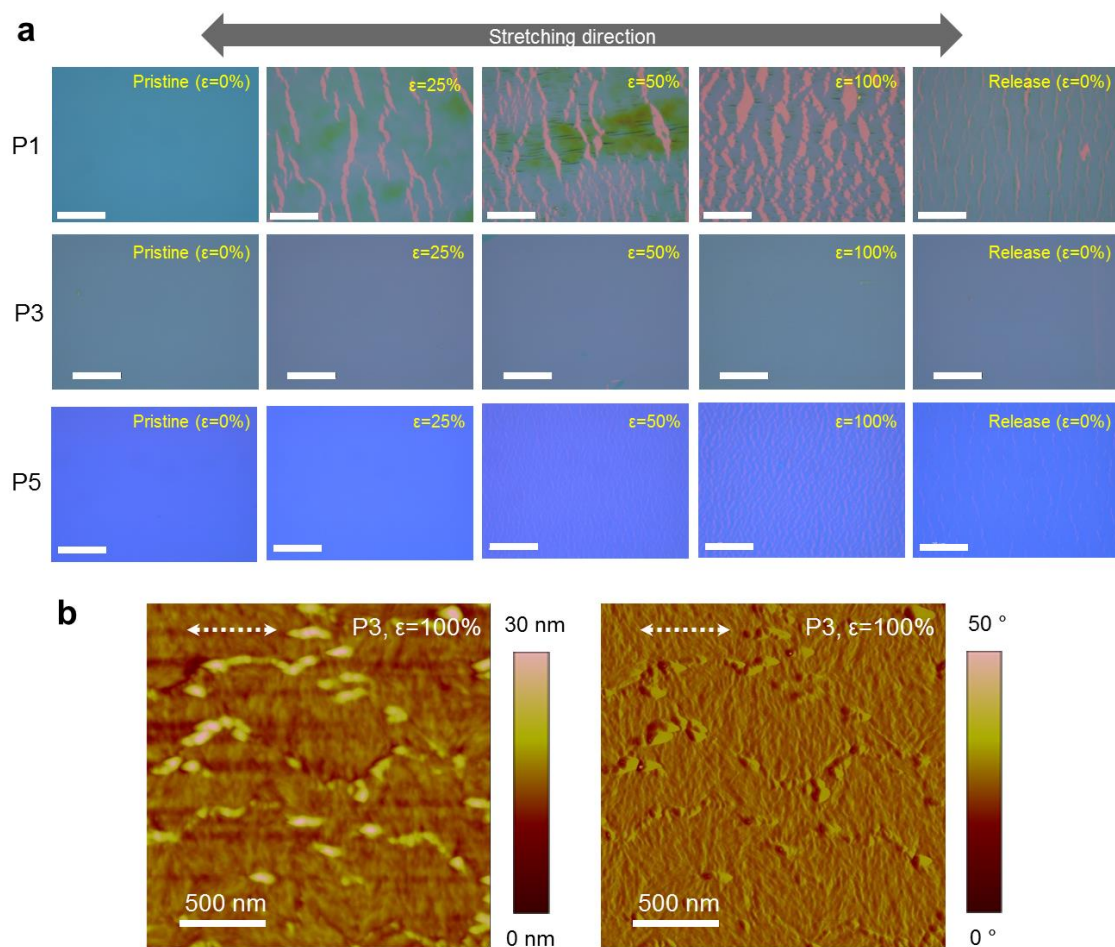 a
Stretching direction
P1
Pristine (ε=0%)
ε=25%
ε=50%
ε=100%
Release (ε=0%)
P3
Pristine (ε=0%)
ε=25%
ε=50%
ε=100%
Release (ε=0%)
P5
Pristine (ε=0%)
ε=25%
ε=50%
ε=100%
Release (ε=0%)
b
P3, ε=100%
500 nm
30 nm
0 nm
P3, ε=100%
500 nm
50 °
0 °